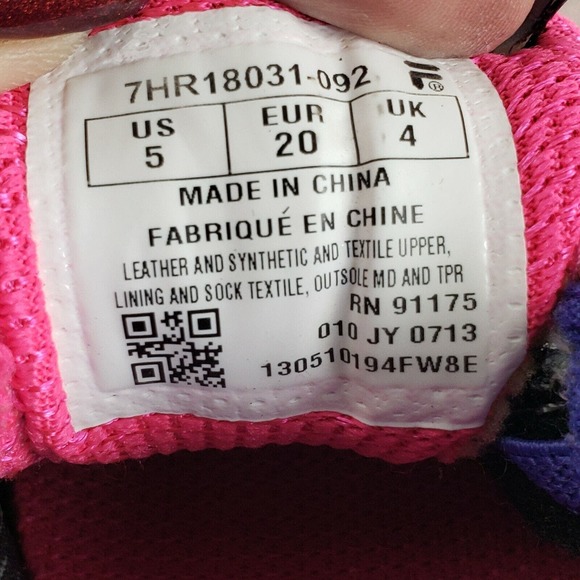 7HR18031-092
US EUR UK
5 20 4
MADE IN CHINA
FABRIQUÉ EN CHINE
LEATHER AND SYNTHETIC AND TEXTILE UPPER,
LINING AND SOCK TEXTILE, OUTSOLE MD AND TPR
RN 91175
010 JY 0713
130510194FW8E